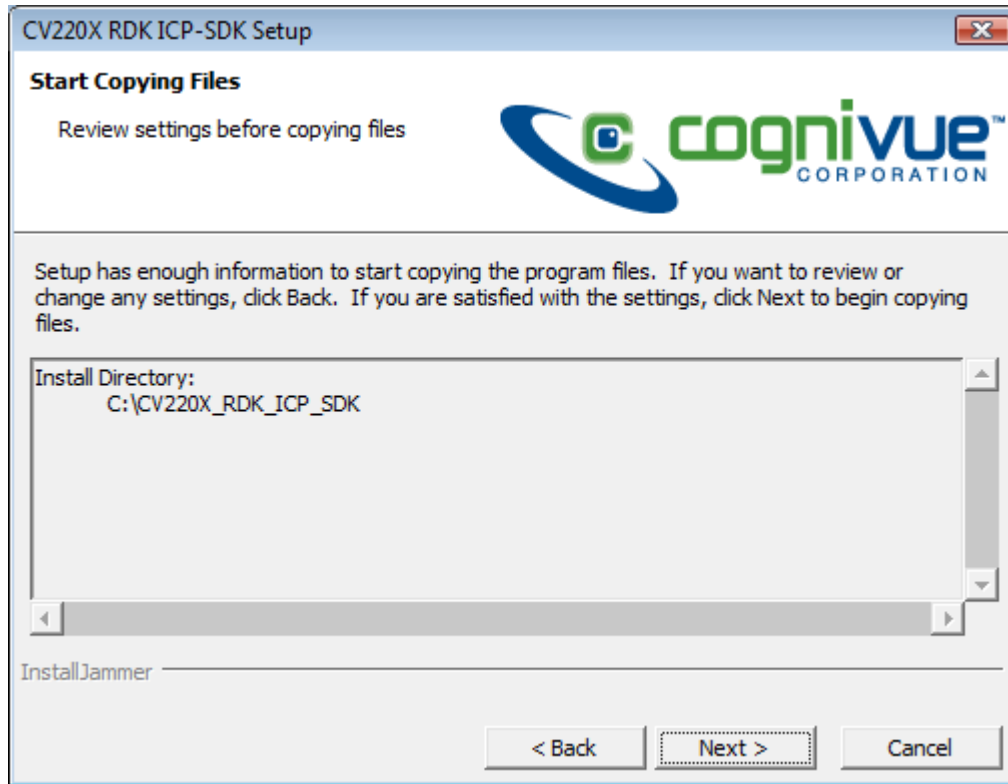 CV220X RDK ICP-SDK Setup
Start Copying Files
Review settings before copying files
c cognivue™
CORPORATION
Setup has enough information to start copying the program files.  If you want to review or
change any settings, click Back.  If you are satisfied with the settings, click Next to begin copying
files.
Install Directory:
C:\CV220X_RDK_ICP_SDK
InstallJammer
< Back
Next >
Cancel